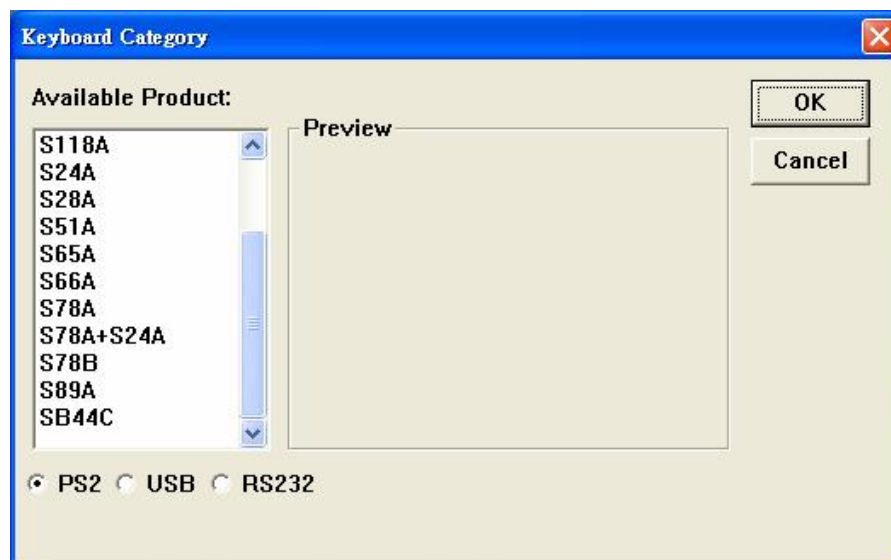 Keyboard Category
Available Product:
S118A
S24A
S28A
S51A
S65A
S66A
S78A
S78A+S24A
S78B
S89A
SB44C
Preview
OK
Cancel
PS2 USB RS232